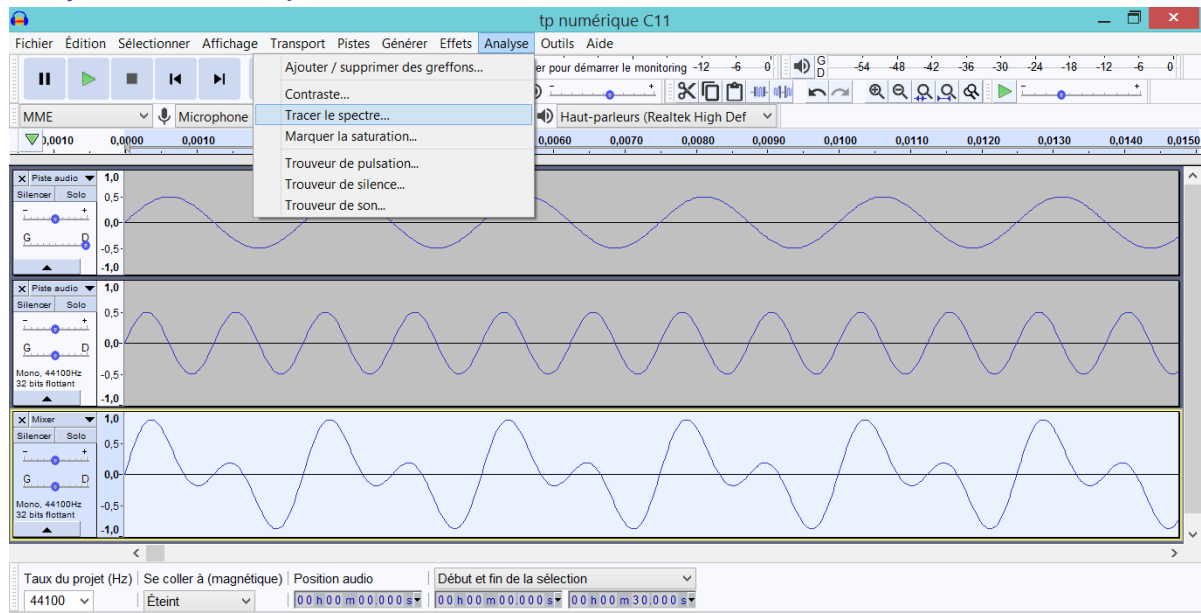 tp numérique C11
Fichier Édition Sélectionner Affichage Transport Pistes Générer Effets Analyse Outils Aide
Ajouter / supprimer des greffons...
Contraste...
Tracer le spectre...
Marquer la saturation...
Trouveur de pulsation...
Trouveur de silence...
Trouveur de son...
er pour démarrer le monitoring -12 -6 0
G
D
-54 -48 -42 -36 -30 -24 -18 -12 -6 0
MME
Microphone
Haut-parleurs (Realtek High Def
0,0010 0,0000 0,0010 0,0060 0,0070 0,0080 0,0090 0,0100 0,0110 0,0120 0,0130 0,0140 0,0150
Piste audio
Silencer Solo
- +
G D
1,0
0,5
0,0
-0,5
-1,0
Piste audio
Silencer Solo
- +
G D
Mono, 44100Hz
32 bits flottant
1,0
0,5
0,0
-0,5
-1,0
Mixer
Silencer Solo
- +
G D
Mono, 44100Hz
32 bits flottant
1,0
0,5
0,0
-0,5
-1,0
Taux du projet (Hz) Se coller à (magnétique) Position audio Début et fin de la sélection
44100 Éteint 00 h 00 m 00,000 s 00 h 00 m 00,000 s 00 h 00 m 30,000 s